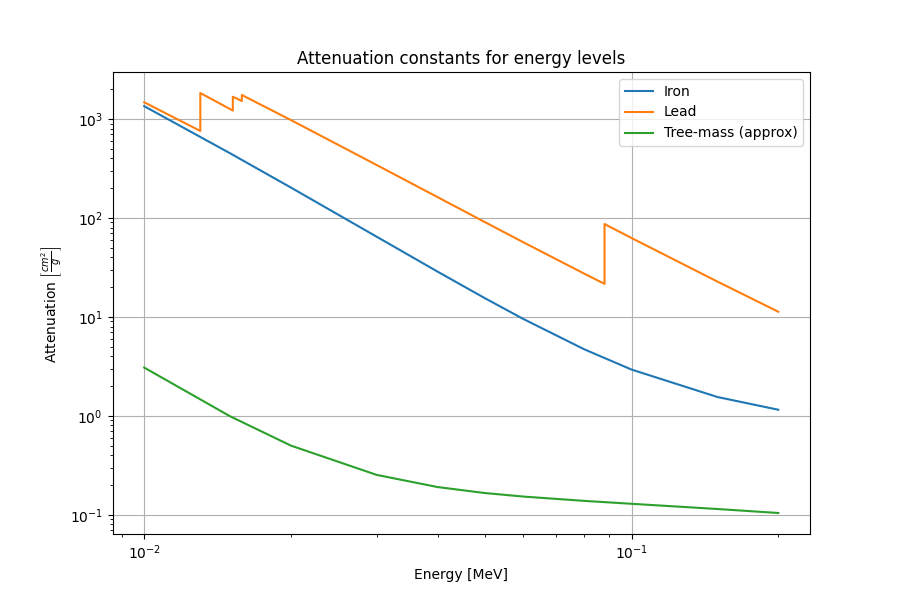 Attenuation constants for energy levels
Iron
Lead
Tree-mass (approx)
Attenuation [cm²/g]
10³
10²
10¹
10⁰
10⁻¹
10⁻²
10⁻¹
Energy [MeV]